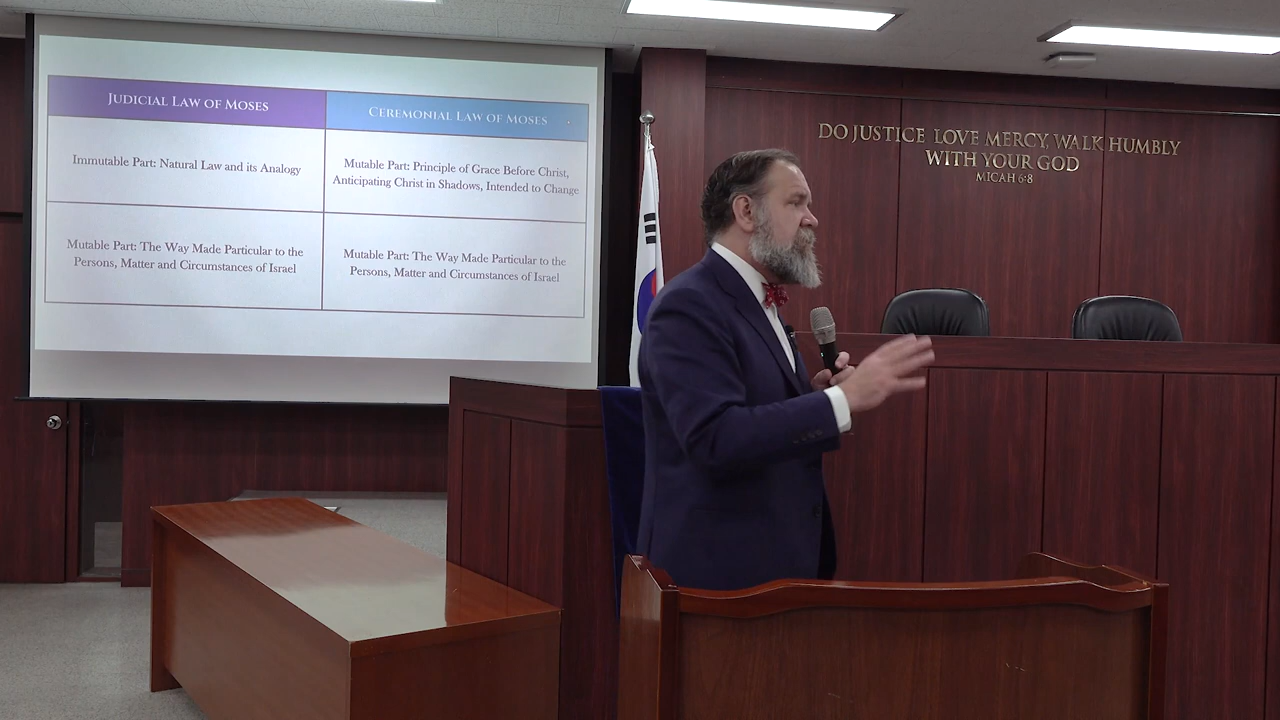 JUDICIAL LAW OF MOSES
CEREMONIAL LAW OF MOSES
Immutable Part: Natural Law and its Analogy
Mutable Part: Principle of Grace Before Christ,
Anticipating Christ in Shadows, Intended to Change
Mutable Part: The Way Made Particular to the
Persons, Matter and Circumstances of Israel
Mutable Part: The Way Made Particular to the
Persons, Matter and Circumstances of Israel
DO JUSTICE, LOVE MERCY, WALK HUMBLY
WITH YOUR GOD
MICAH 6:8